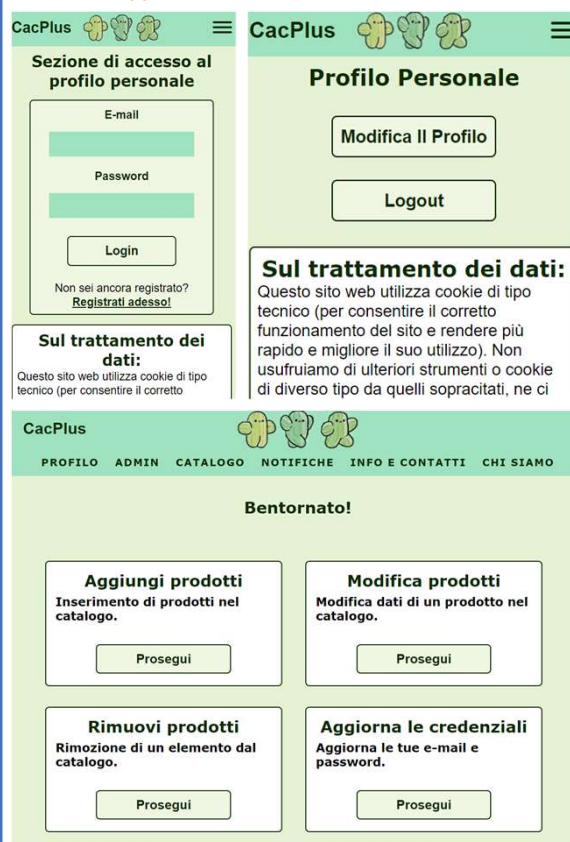 CacPlus
Sezione di accesso al
profilo personale
E-mail
Password
Login
Non sei ancora registrato?
Registrati adesso!
Sul trattamento dei
dati:
Questo sito web utilizza cookie di tipo
tecnico (per consentire il corretto
CacPlus
Profilo Personale
Modifica Il Profilo
Logout
Sul trattamento dei dati:
Questo sito web utilizza cookie di tipo
tecnico (per consentire il corretto
funzionamento del sito e rendere più
rapido e migliore il suo utilizzo). Non
usufruiamo di ulteriori strumenti o cookie
di diverso tipo da quelli sopracitati, ne ci
CacPlus
PROFILO ADMIN CATALOGO NOTIFICHE INFO E CONTATTI CHI SIAMO
Bentornato!
Aggiungi prodotti
Inserimento di prodotti nel
catalogo.
Prosegui
Modifica prodotti
Modifica dati di un prodotto nel
catalogo.
Prosegui
Rimuovi prodotti
Rimozione di un elemento dal
catalogo.
Prosegui
Aggiorna le credenziali
Aggiorna le tue e-mail e
password.
Prosegui